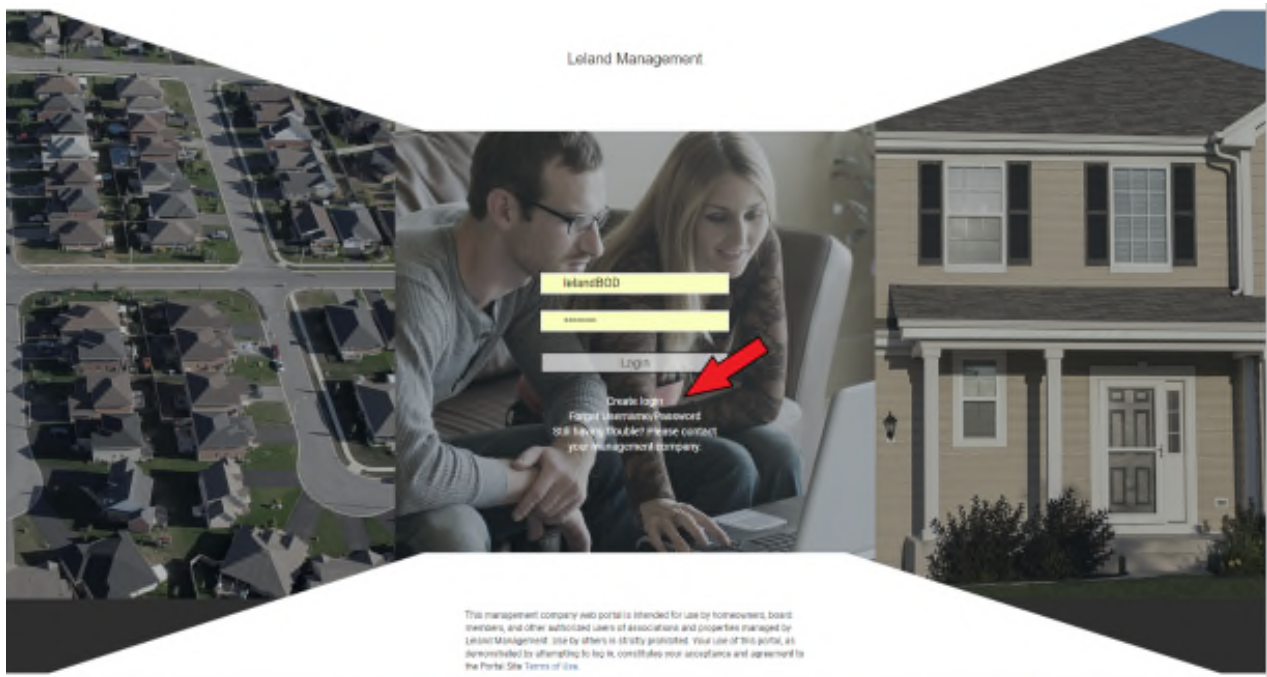 Leland Management
lelandBOD
Login
Create login
Forgot Username/Password
Still having trouble? Please contact
your management company.
This management company web portal is intended for use by homeowners, board
members, and other authorized users of associations and properties managed by
Leland Management. Use by others is strictly prohibited. Your use of this portal, as
demonstrated by attempting to log in, constitutes your acceptance and agreement to
the Portal Site Terms of Use.